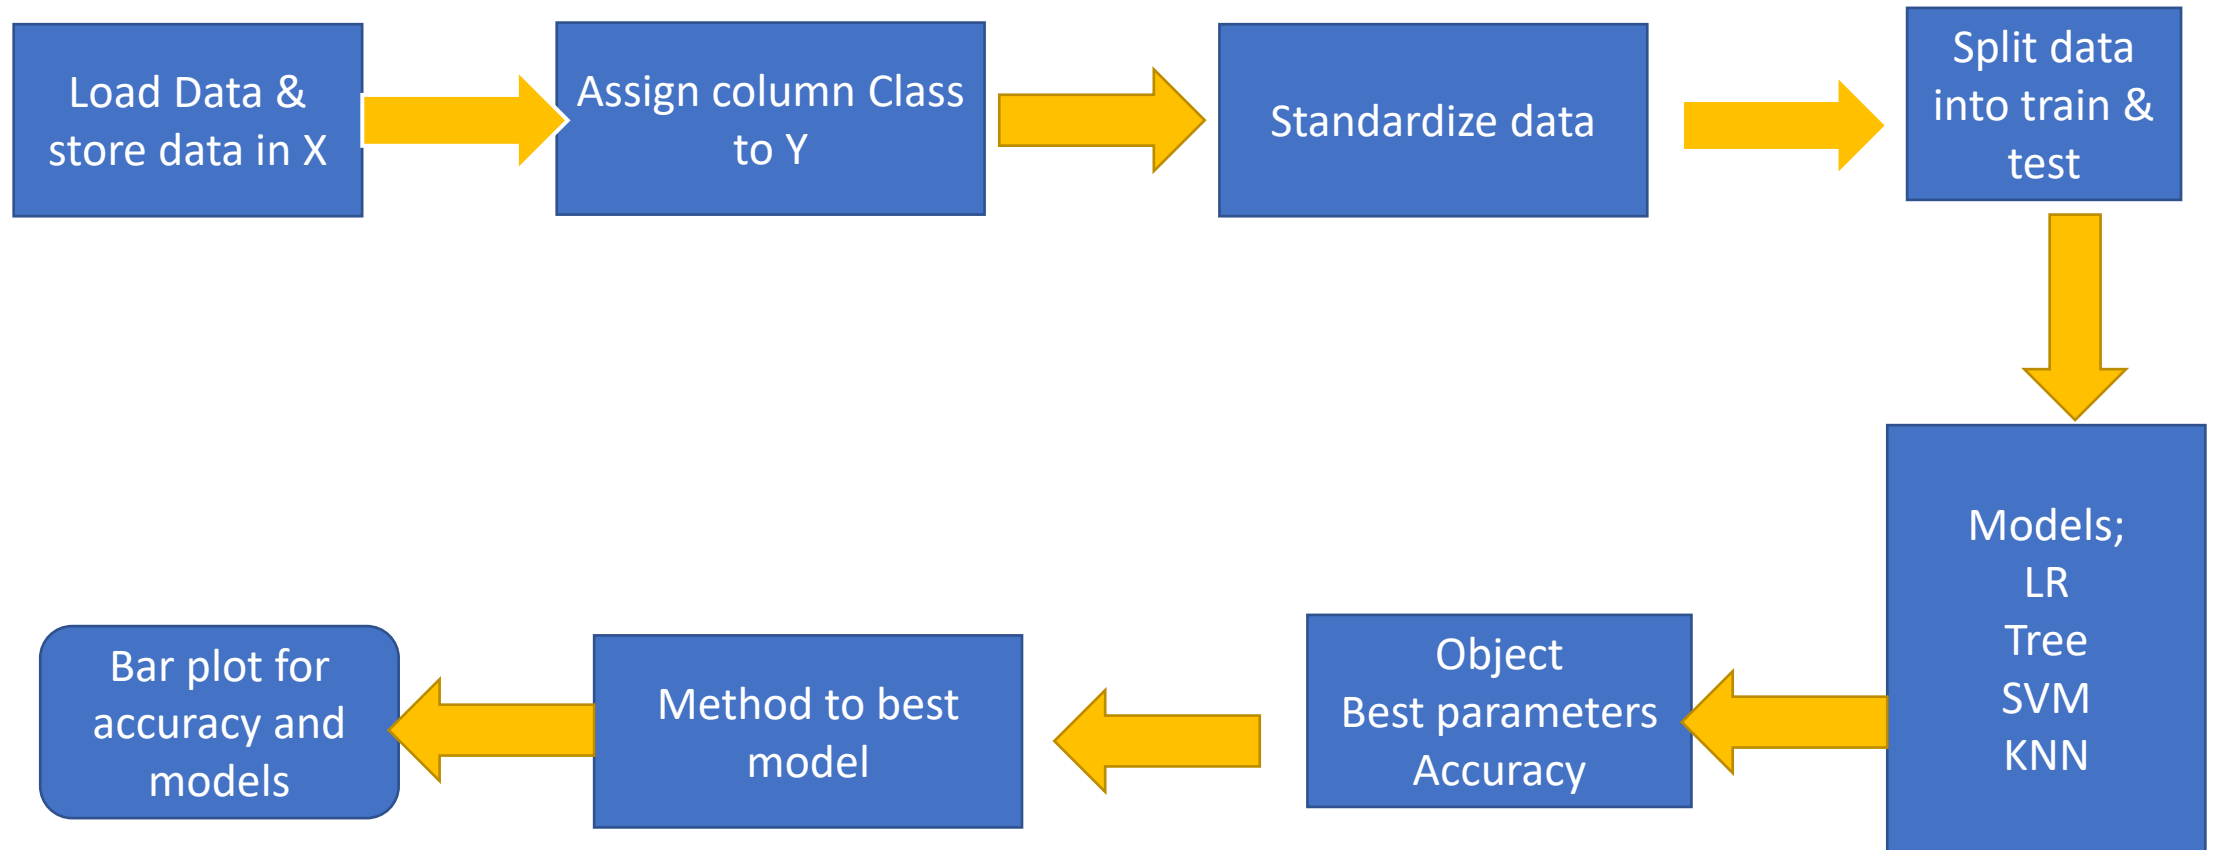 Load Data &
store data in X
Assign column Class
to Y
Standardize data
Split data
into train &
test
Models;
LR
Tree
SVM
KNN
Object
Best parameters
Accuracy
Method to best
model
Bar plot for
accuracy and
models